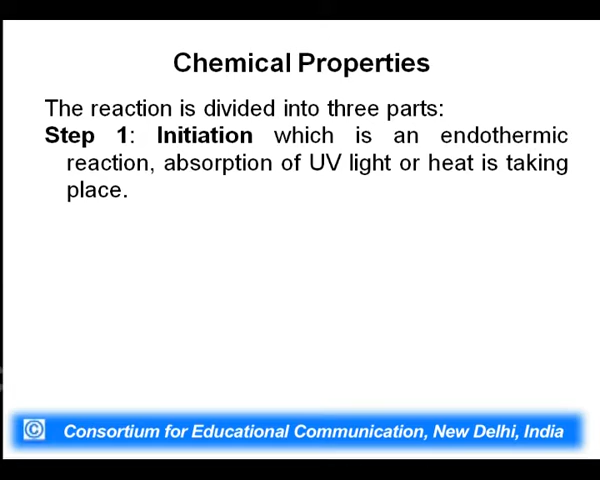 Chemical Properties
The reaction is divided into three parts:
Step 1: Initiation which is an endothermic
reaction, absorption of UV light or heat is taking
place.
© Consortium for Educational Communication, New Delhi, India